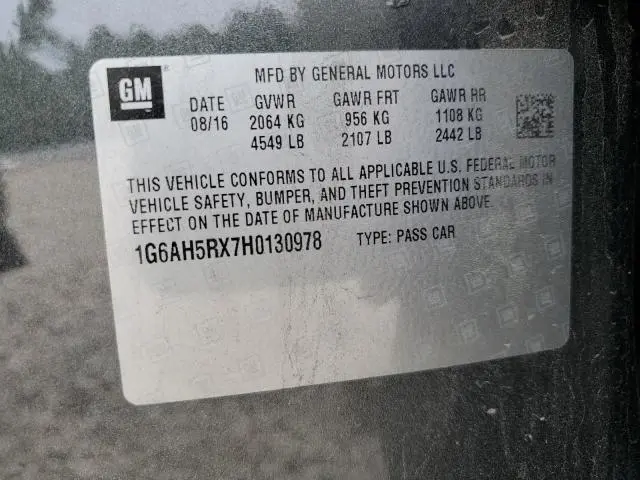 GM
MFD BY GENERAL MOTORS LLC
DATE GVWR GAWR FRT GAWR RR
08/16 2064 KG 956 KG 1108 KG
4549 LB 2107 LB 2442 LB
THIS VEHICLE CONFORMS TO ALL APPLICABLE U.S. FEDERAL MOTOR
VEHICLE SAFETY, BUMPER, AND THEFT PREVENTION STANDARDS IN
EFFECT ON THE DATE OF MANUFACTURE SHOWN ABOVE.
1G6AH5RX7H0130978 TYPE: PASS CAR